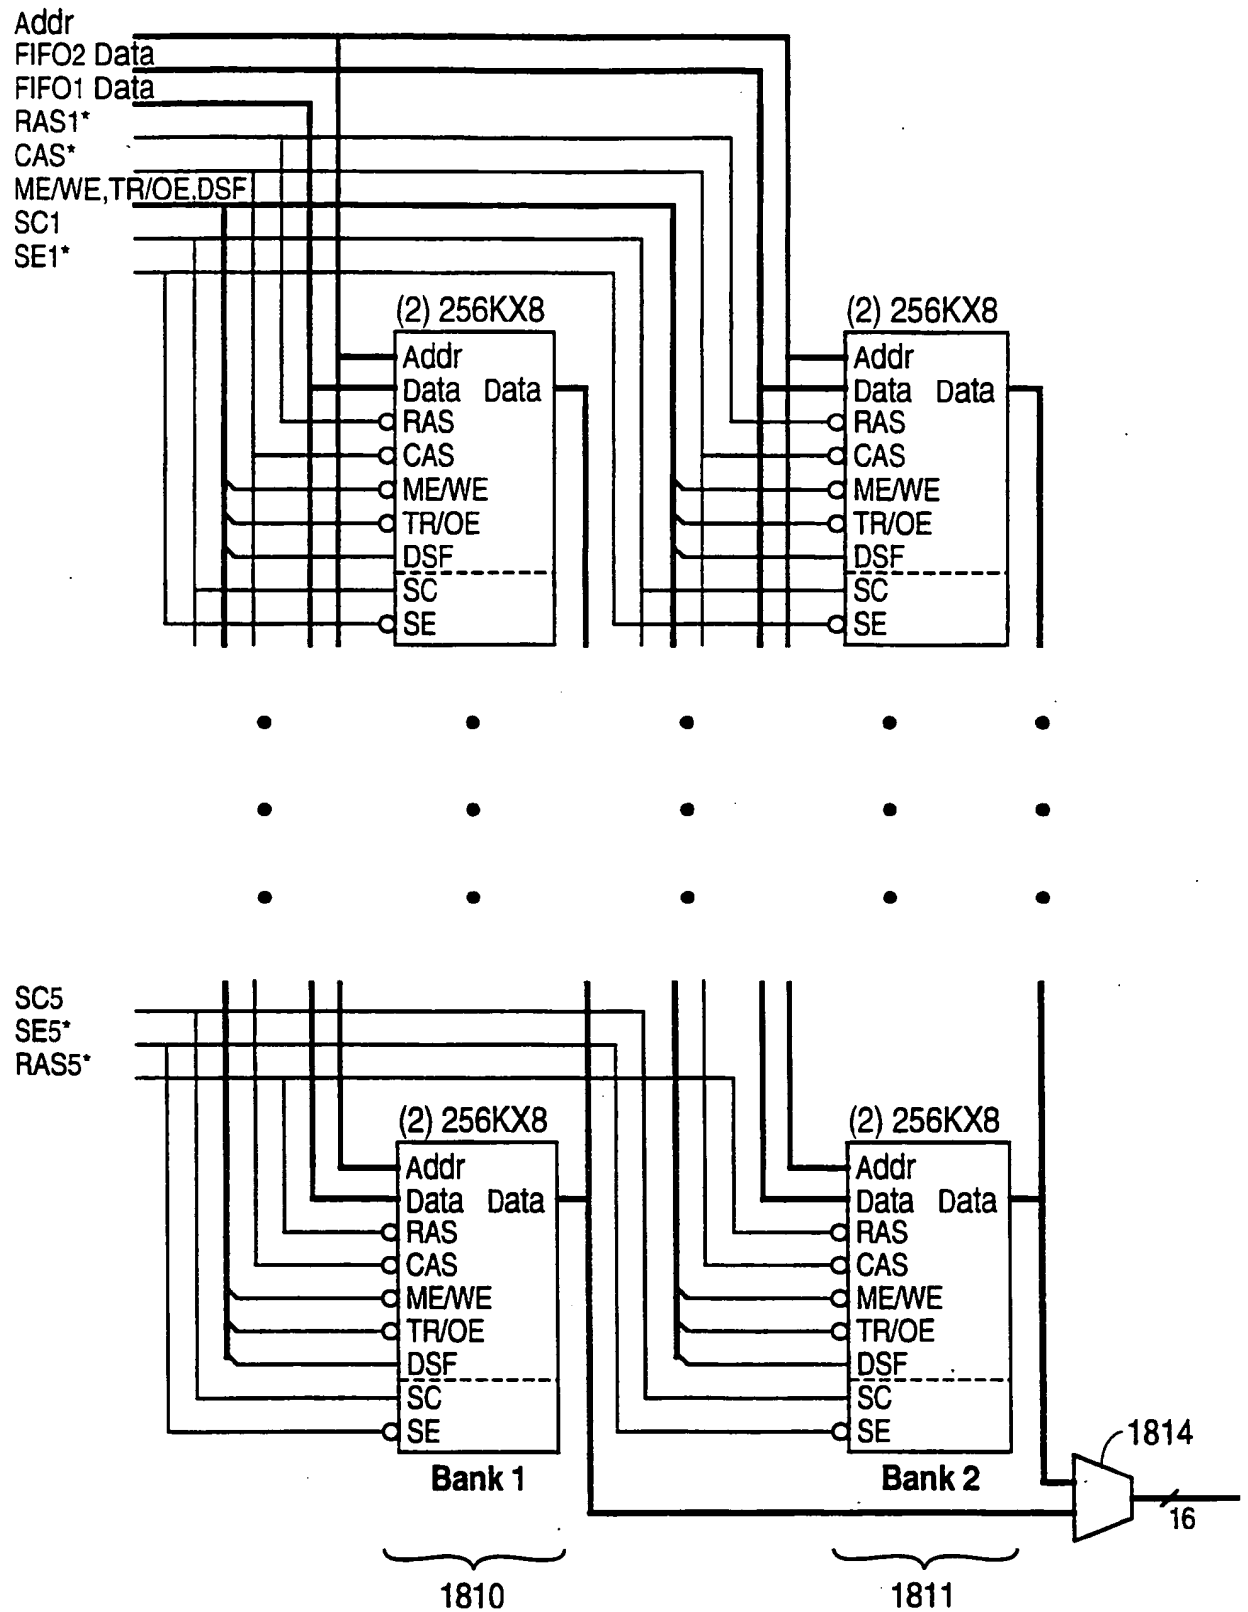 Addr
FIFO2 Data
FIFO1 Data
RAS1*
CAS*
ME/WE,TR/OE,DSF
SC1
SE1*
(2) 256KX8
Addr
Data Data
RAS
CAS
ME/WE
TR/OE
DSF
SC
SE
(2) 256KX8
Addr
Data Data
RAS
CAS
ME/WE
TR/OE
DSF
SC
SE
SC5
SE5*
RAS5*
(2) 256KX8
Addr
Data Data
RAS
CAS
ME/WE
TR/OE
DSF
SC
SE
Bank 1
1810
(2) 256KX8
Addr
Data Data
RAS
CAS
ME/WE
TR/OE
DSF
SC
SE
Bank 2
1811
1814
16